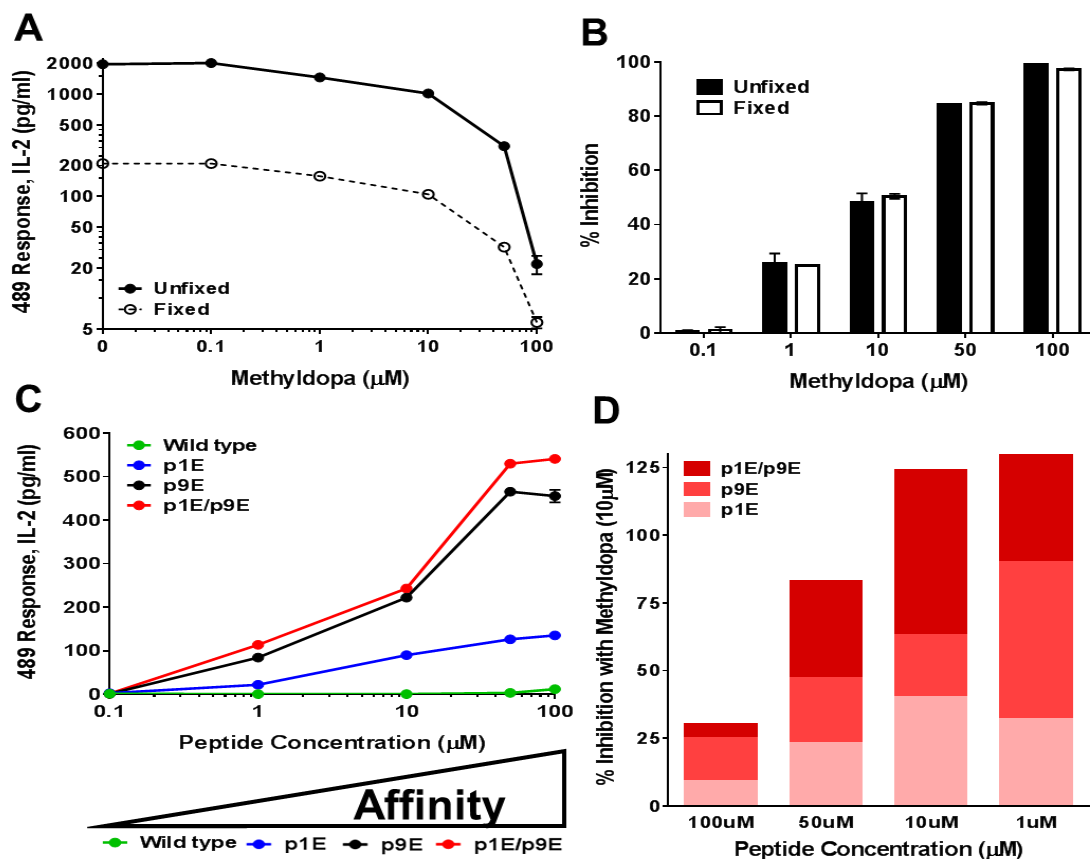 A
489 Response, IL-2 (pg/ml)
2000
1000
500
200
100
50
20
5
Unfixed
Fixed
0 0.1 1 10 100
Methyldopa (μM)
B
% Inhibition
100
80
60
40
20
0
Unfixed
Fixed
0.1 1 10 50 100
Methyldopa (μM)
C
489 Response, IL-2 (pg/ml)
600
500
400
300
200
100
0
Wild type
p1E
p9E
p1E/p9E
0.1 1 10 100
Peptide Concentration (μM)
Affinity
Wild type p1E p9E p1E/p9E
D
% Inhibition with Methyldopa (10μM)
125
100
75
50
25
0
p1E/p9E
p9E
p1E
100uM 50uM 10uM 1uM
Peptide Concentration (μM)